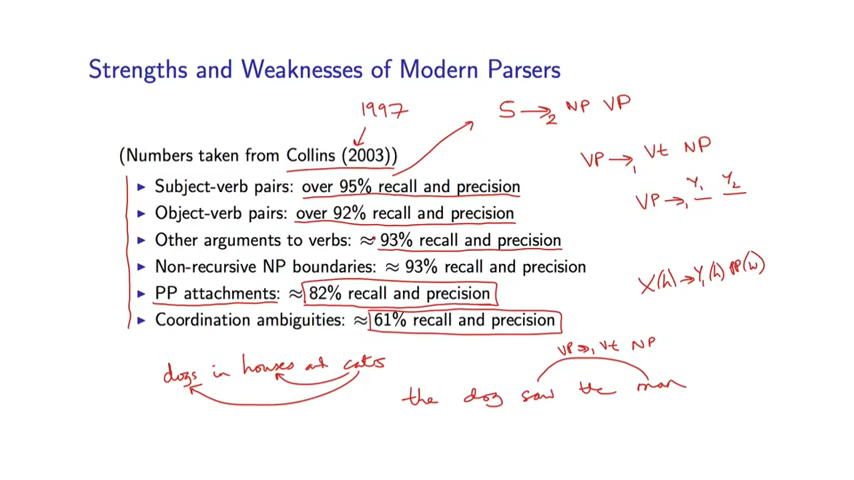 Strengths and Weaknesses of Modern Parsers
1997
S →₂ NP VP
(Numbers taken from Collins (2003))
VP →₁ Vt NP
▶ Subject-verb pairs: over 95% recall and precision
VP →₁ Y₁ Y₂
▶ Object-verb pairs: over 92% recall and precision
▶ Other arguments to verbs: ≈ 93% recall and precision
▶ Non-recursive NP boundaries: ≈ 93% recall and precision
X(h) → Y₁(h) PP(w)
▶ PP attachments: ≈ 82% recall and precision
▶ Coordination ambiguities: ≈ 61% recall and precision
VP →₁ Vt NP
dogs in houses and cats
the dog saw the man